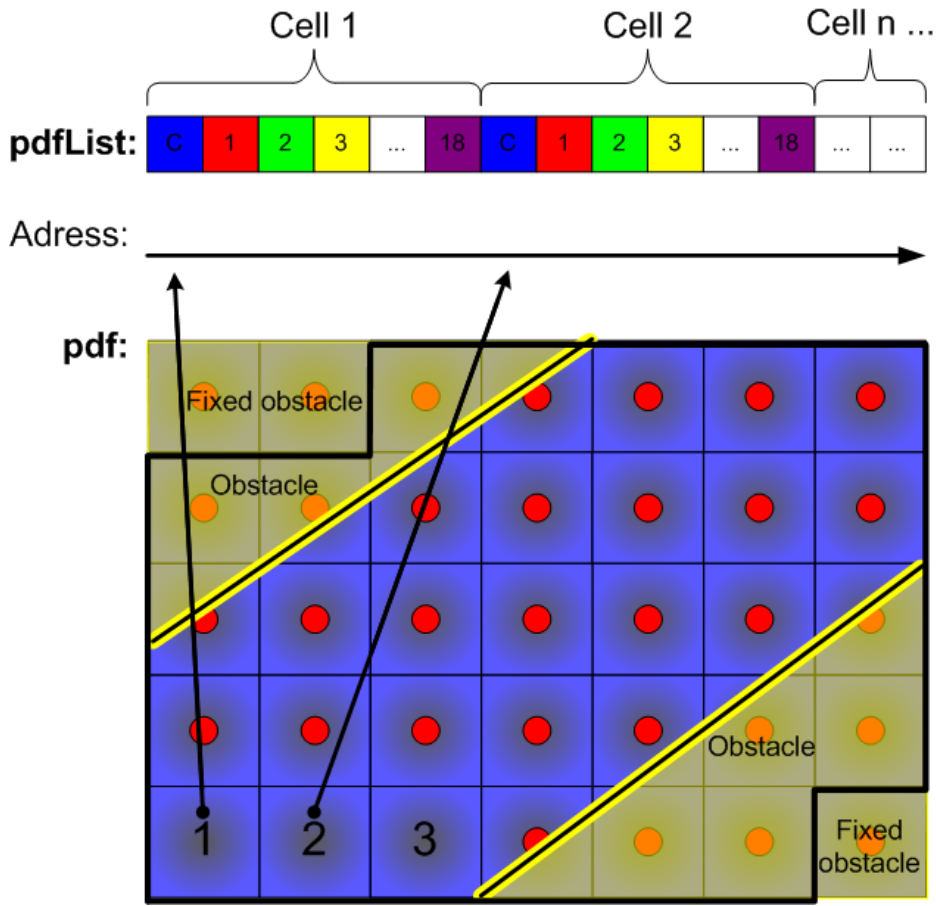 Cell 1 Cell 2 Cell n ...
pdfList: C 1 2 3 ... 18 C 1 2 3 ... 18 ... ...
Adress:
pdf:
Fixed obstacle
Obstacle
Obstacle
1 2 3
Fixed
obstacle